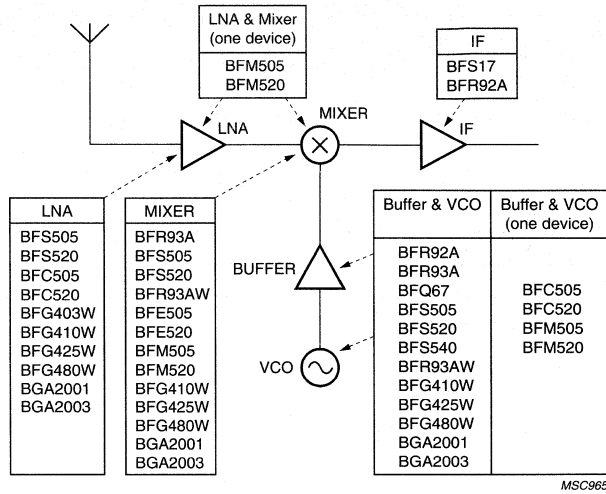 LNA & Mixer
(one device)
BFM505
BFM520
IF
BFS17
BFR92A
MIXER
LNA
IF
LNA
BFS505
BFS520
BFC505
BFC520
BFG403W
BFG410W
BFG425W
BFG480W
BGA2001
BGA2003
MIXER
BFR93A
BFS505
BFS520
BFR93AW
BFE505
BFE520
BFM505
BFM520
BFG410W
BFG425W
BFG480W
BGA2001
BGA2003
BUFFER
VCO
Buffer & VCO
BFR92A
BFR93A
BFQ67
BFS505
BFS520
BFS540
BFR93AW
BFG410W
BFG425W
BFG480W
BGA2001
BGA2003
Buffer & VCO
(one device)
BFC505
BFC520
BFM505
BFM520
MSC965